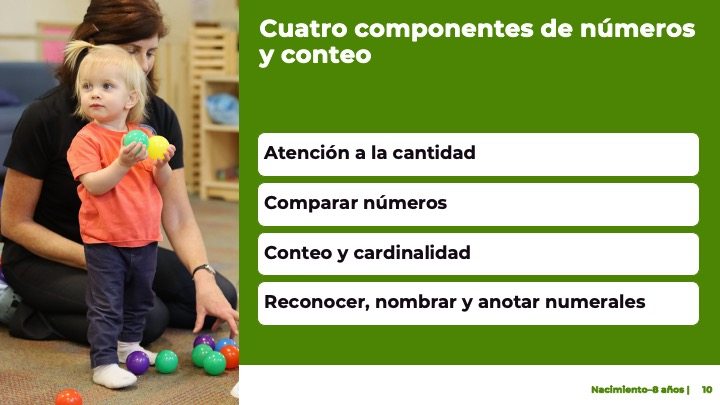 Cuatro componentes de números
y conteo
Atención a la cantidad
Comparar números
Conteo y cardinalidad
Reconocer, nombrar y anotar numerales
Nacimiento–8 años | 10